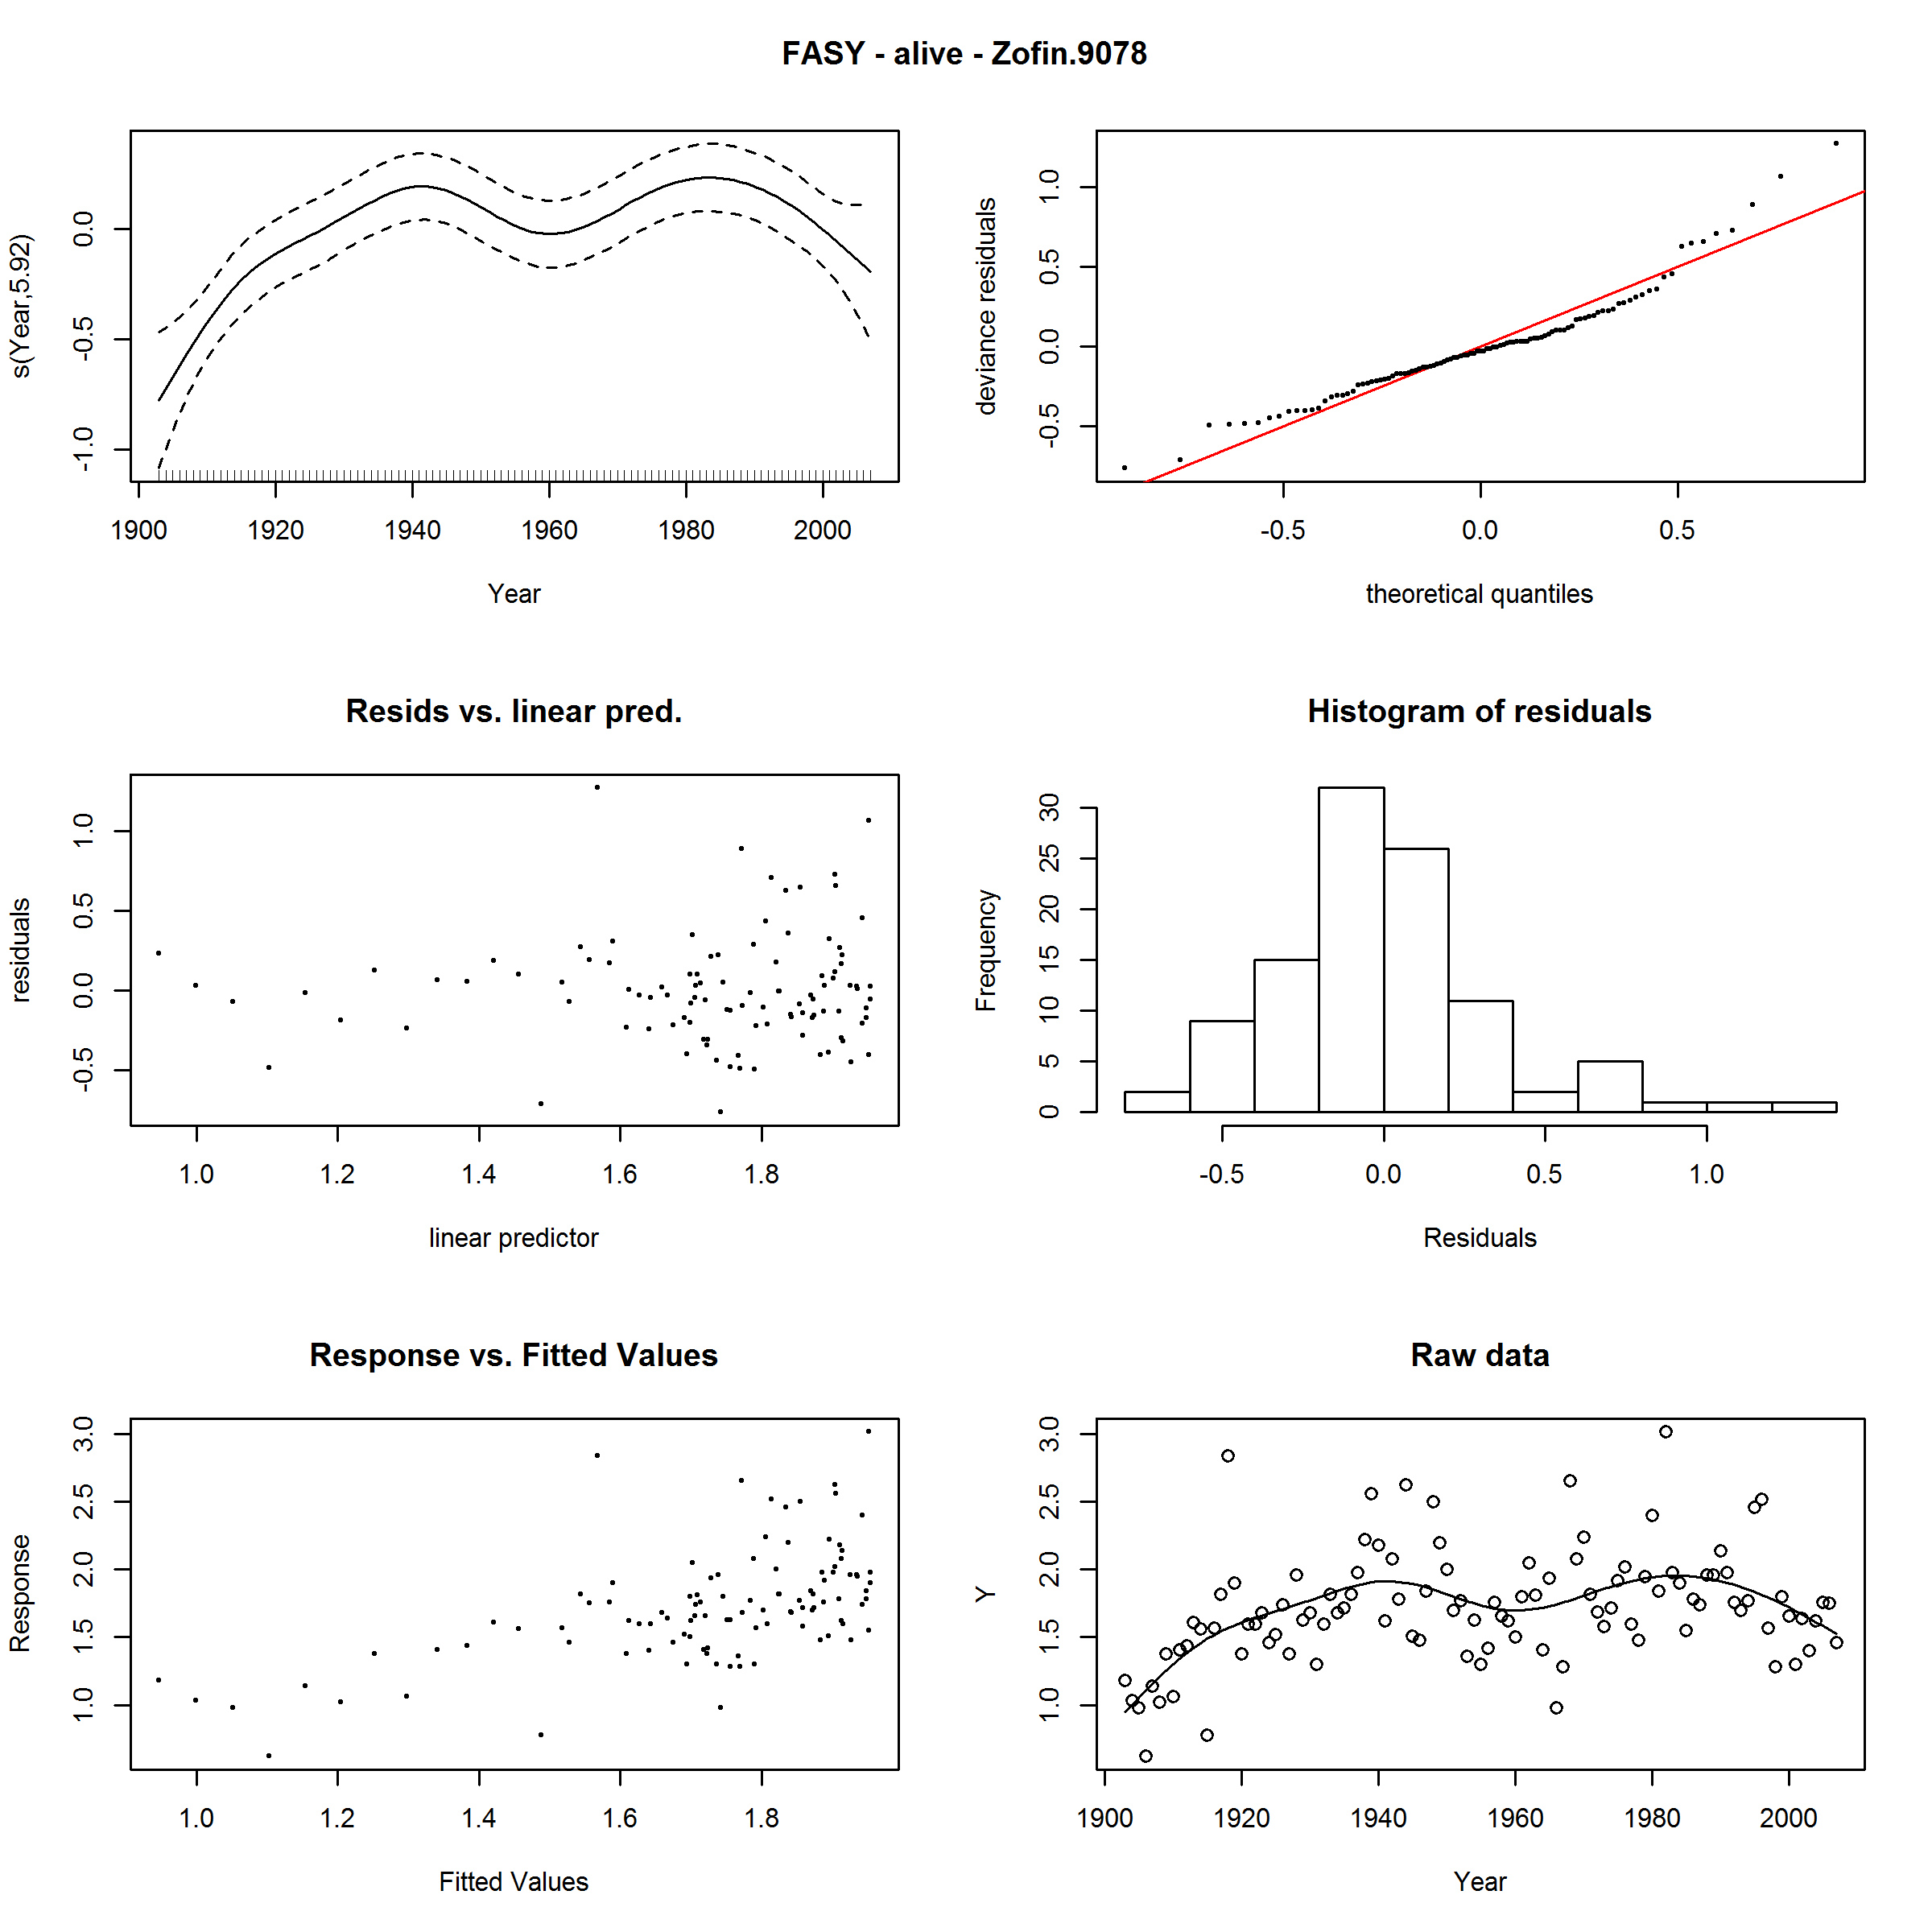 FASY - alive - Zofin.9078
s(Year,5.92)
0.0
-0.5
-1.0
1900 1920 1940 1960 1980 2000
Year
deviance residuals
1.0
0.5
0.0
-0.5
-0.5 0.0 0.5
theoretical quantiles
Resids vs. linear pred.
residuals
1.0
0.5
0.0
-0.5
1.0 1.2 1.4 1.6 1.8
linear predictor
Histogram of residuals
Frequency
30
25
20
15
10
5
0
-0.5 0.0 0.5 1.0
Residuals
Response vs. Fitted Values
Response
3.0
2.5
2.0
1.5
1.0
1.0 1.2 1.4 1.6 1.8
Fitted Values
Raw data
Y
3.0
2.5
2.0
1.5
1.0
1900 1920 1940 1960 1980 2000
Year